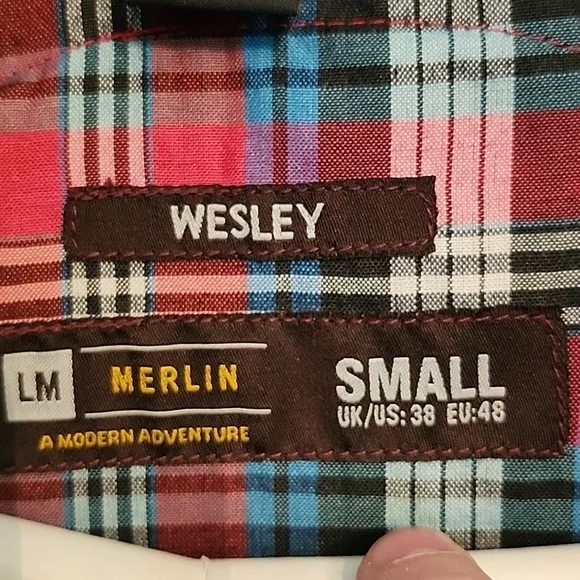 WESLEY
LM
MERLIN
A MODERN ADVENTURE
SMALL
UK/US: 38 EU:48